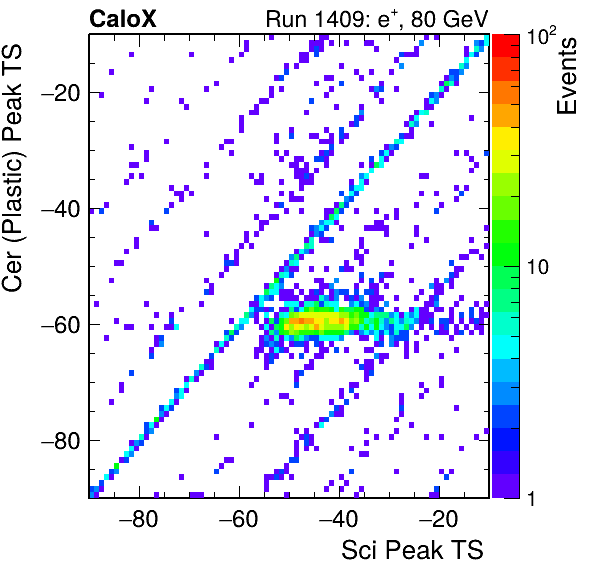 CaloX
Run 1409: e⁺, 80 GeV
Cer (Plastic) Peak TS
−20
−40
−60
−80
−80
−60
−40
−20
Sci Peak TS
10²
10
1
Events